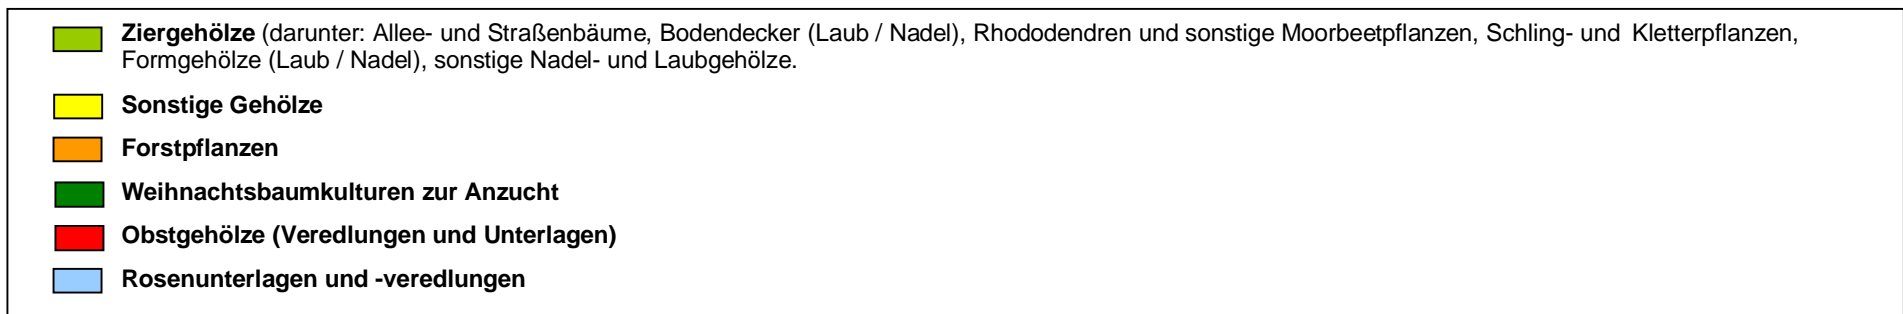 Ziergehölze (darunter: Allee- und Straßenbäume, Bodendecker (Laub / Nadel), Rhododendren und sonstige Moorbeetpflanzen, Schling- und Kletterpflanzen,
Formgehölze (Laub / Nadel), sonstige Nadel- und Laubgehölze.
Sonstige Gehölze
Forstpflanzen
Weihnachtsbaumkulturen zur Anzucht
Obstgehölze (Veredlungen und Unterlagen)
Rosenunterlagen und -veredlungen